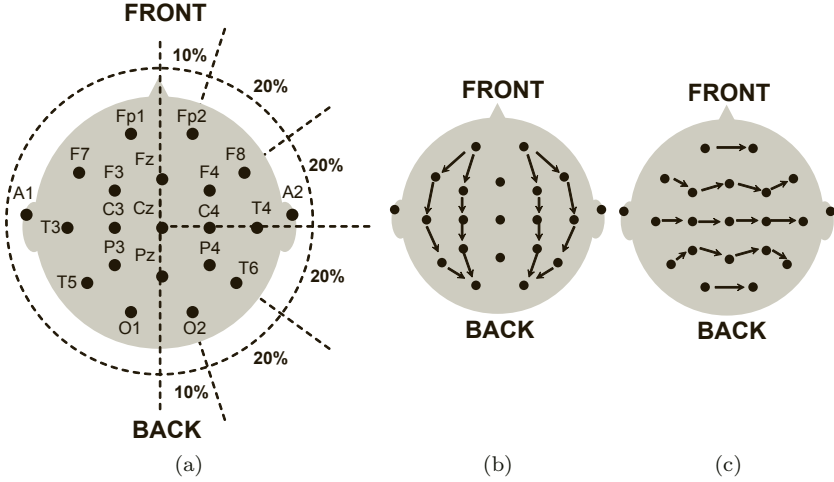 FRONT
10%
20%
Fp1 Fp2
F7 Fz F8
F3 F4
20%
A1 A2
C3 Cz C4
T3 T4
P3 Pz P4
T5 T6
20%
O1 O2
20%
10%
BACK
(a)
FRONT
BACK
(b)
FRONT
BACK
(c)